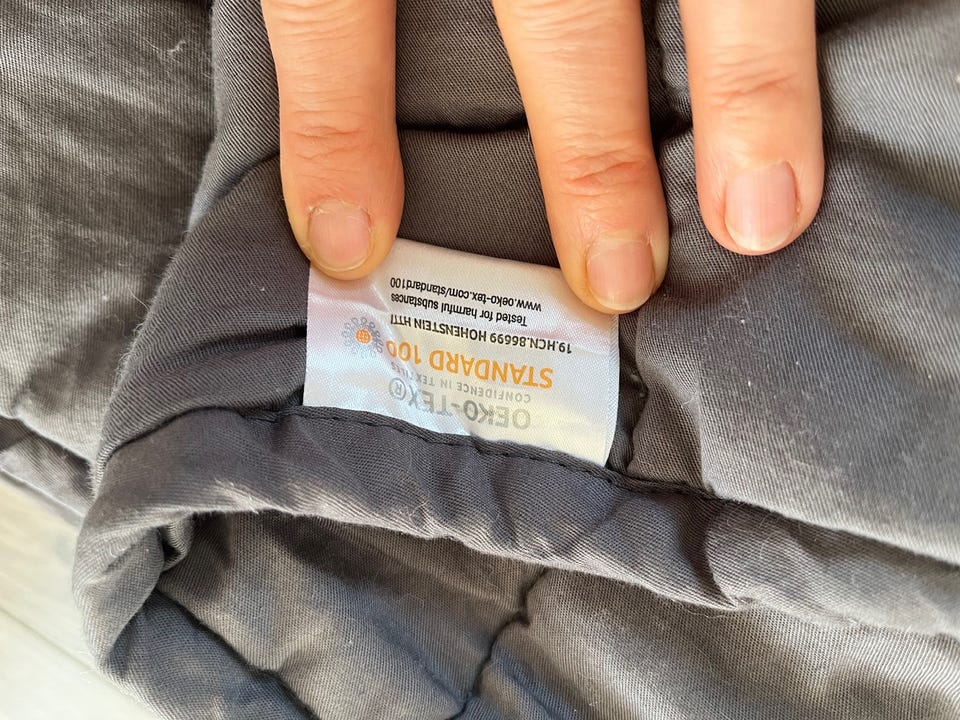 OEKO-TEX®
CONFIDENCE IN TEXTILES
STANDARD 100
19.HCN.86699 HOHENSTEIN HTTI
Tested for harmful substances
www.oeko-tex.com/standard100